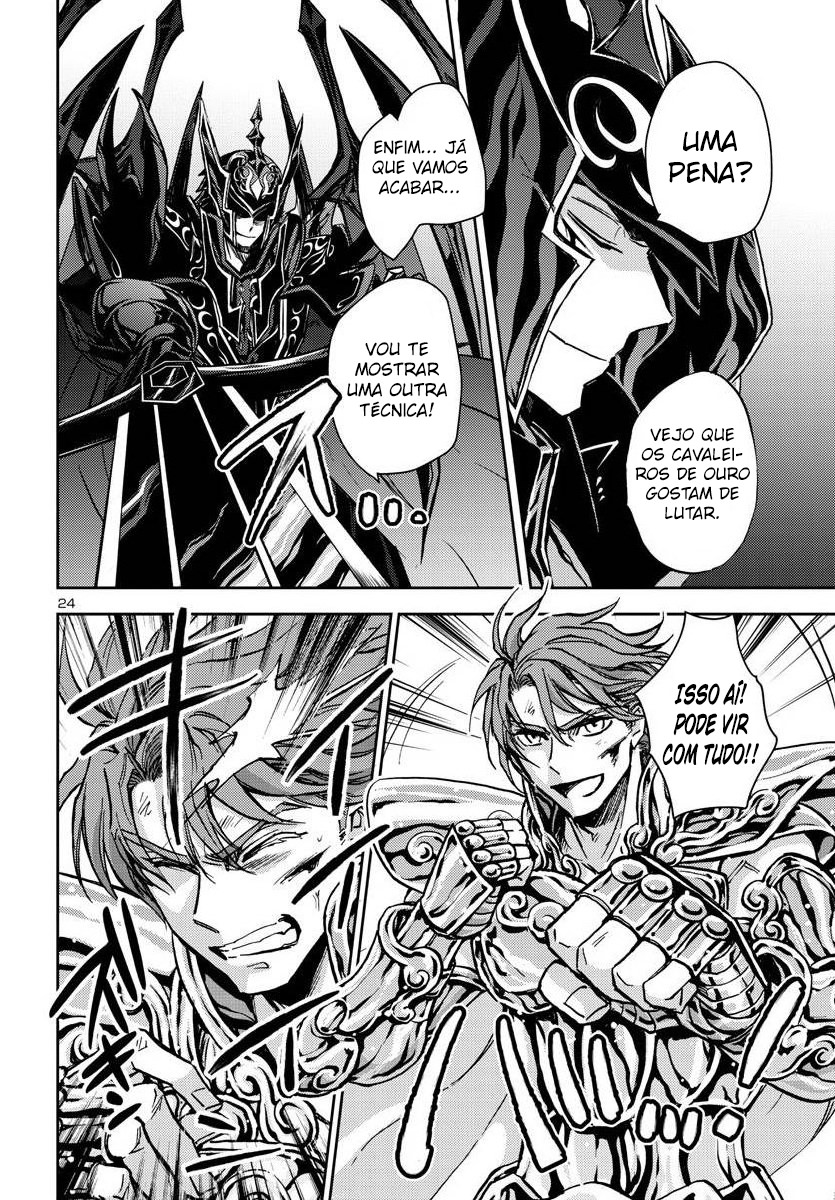 UMA
PENA?
VEJO QUE
OS CAVALEI-
ROS DE OURO
GOSTAM DE
LUTAR.
ENFIM... JÁ
QUE VAMOS
ACABAR...
VOU TE
MOSTRAR
UMA OUTRA
TÉCNICA!
24
ISSO AÍ!
PODE VIR
COM TUDO!!